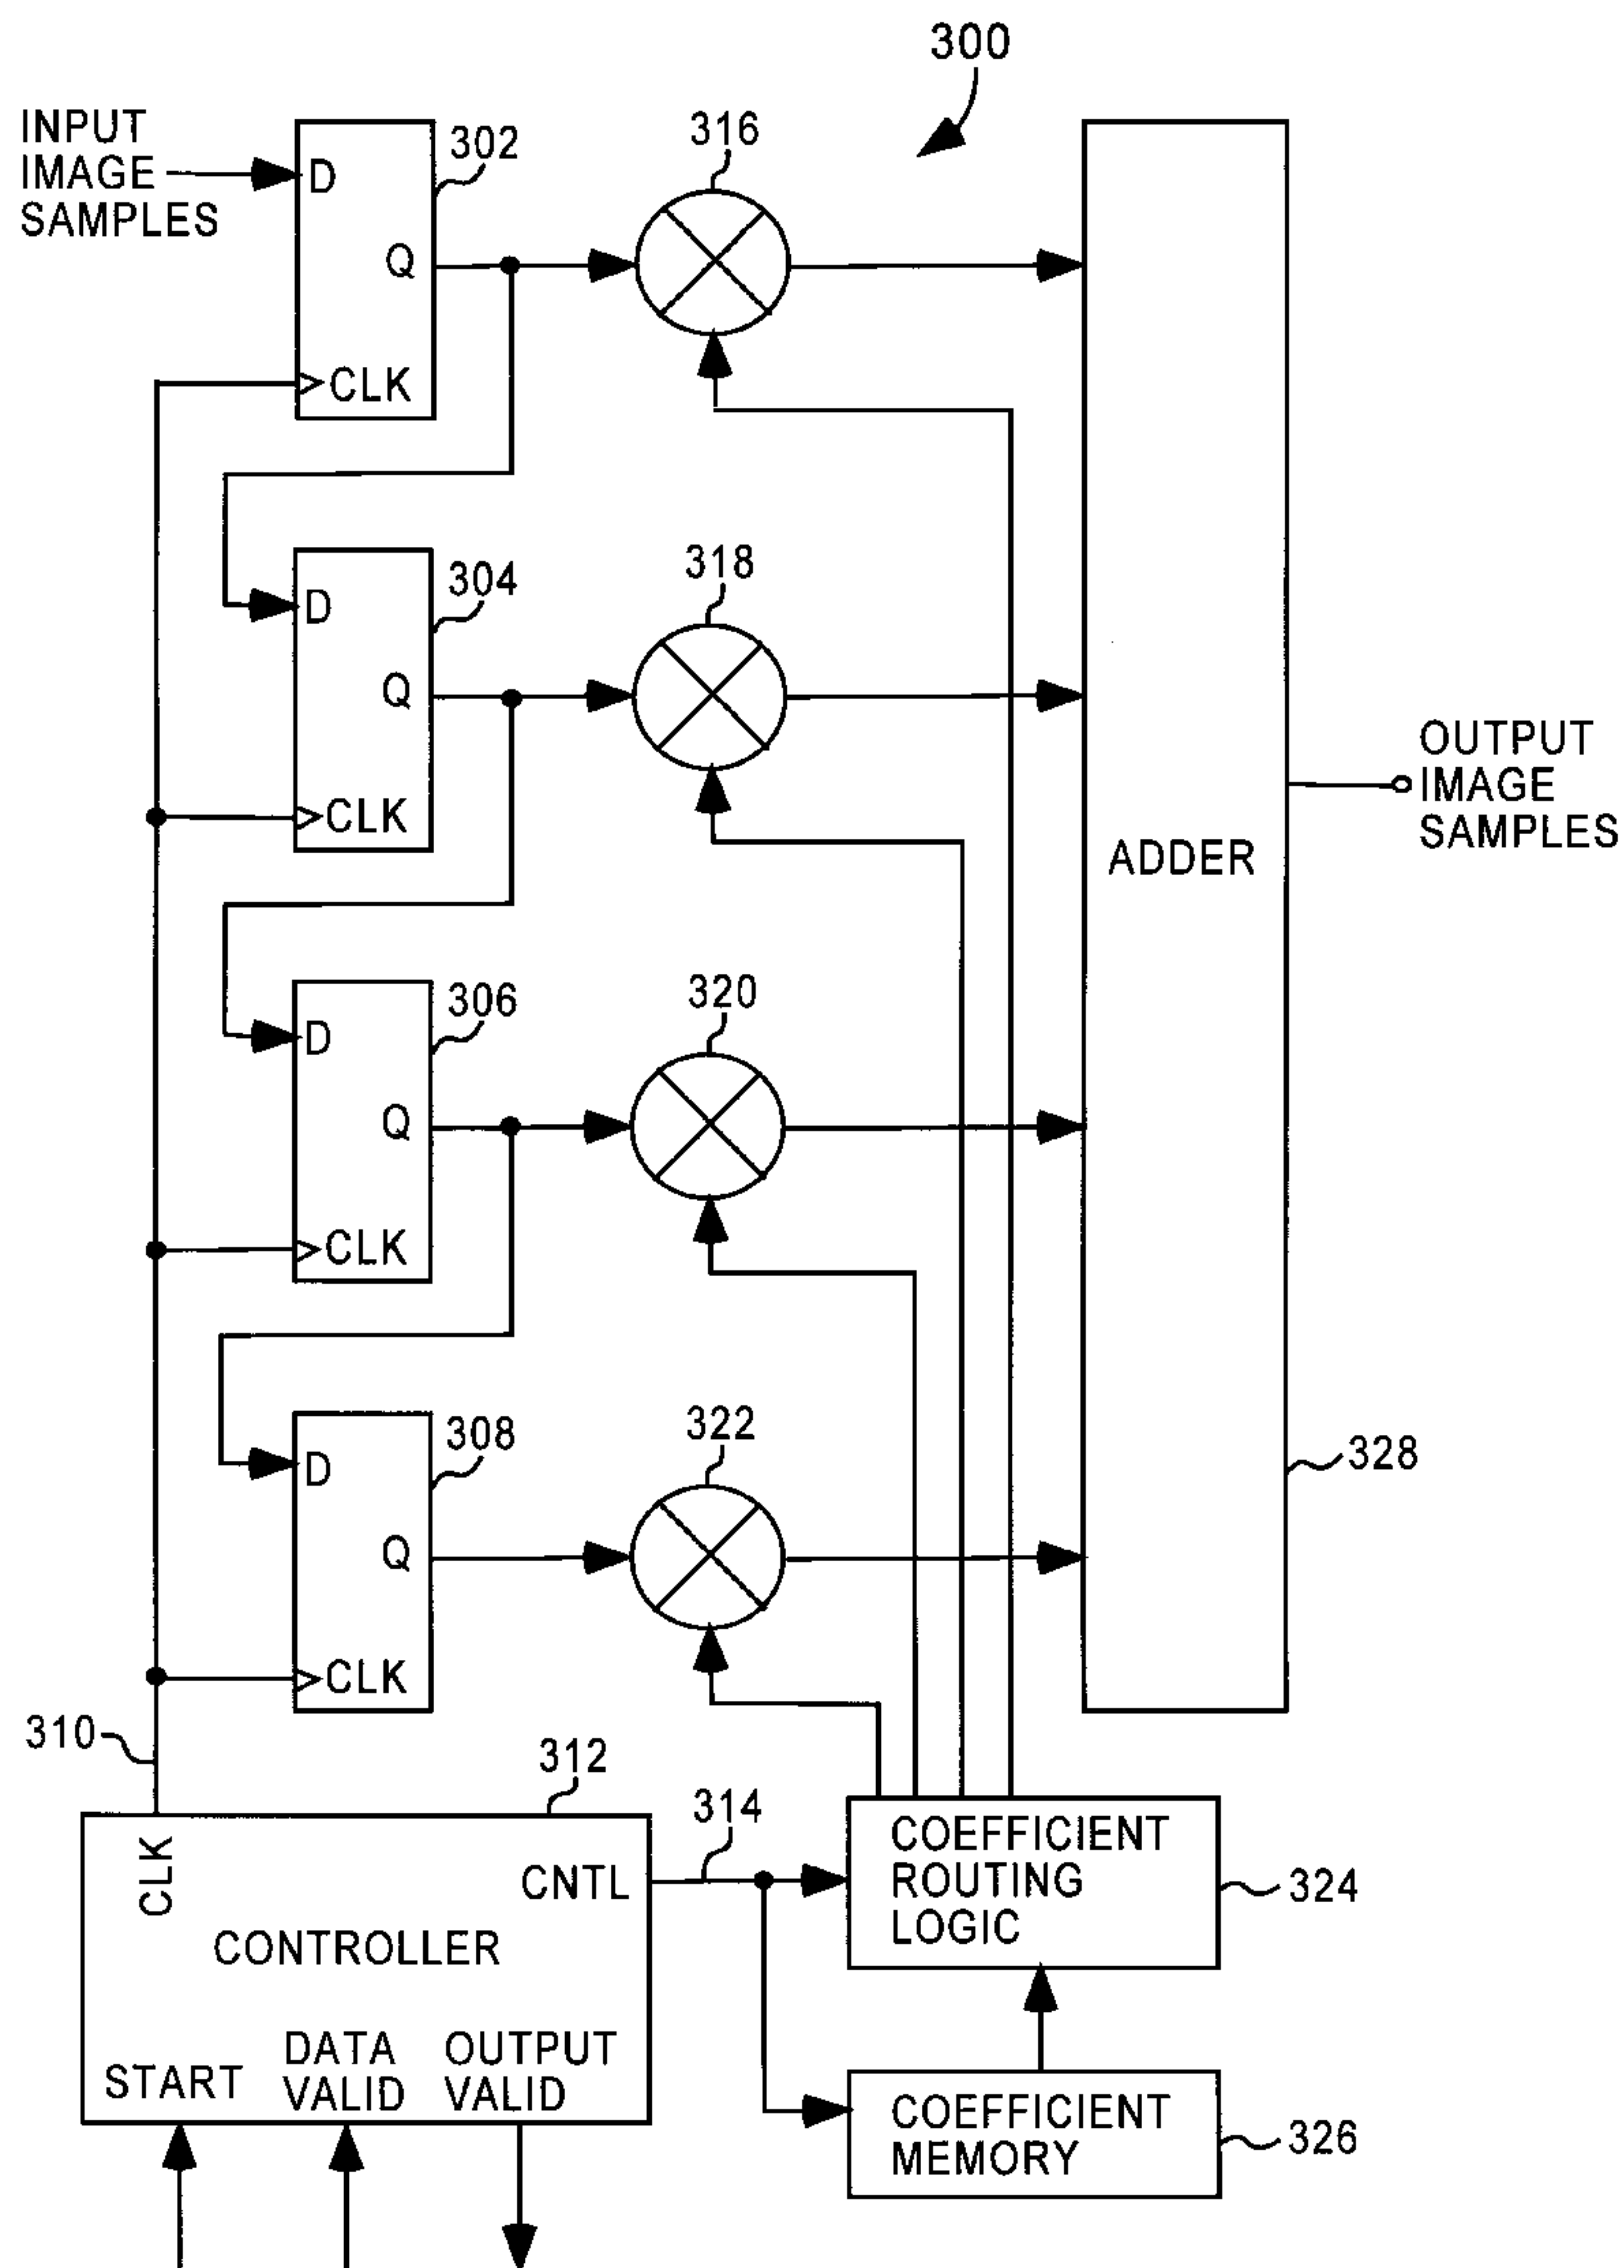 300
INPUT
IMAGE
SAMPLES
D
302
316
Q
CLK
D
304
318
Q
CLK
OUTPUT
IMAGE
SAMPLES
ADDER
D
306
320
Q
CLK
D
308
322
328
Q
CLK
310
312
314
CLK
CNTL
CONTROLLER
START
DATA
VALID
OUTPUT
VALID
COEFFICIENT
ROUTING
LOGIC
324
COEFFICIENT
MEMORY
326